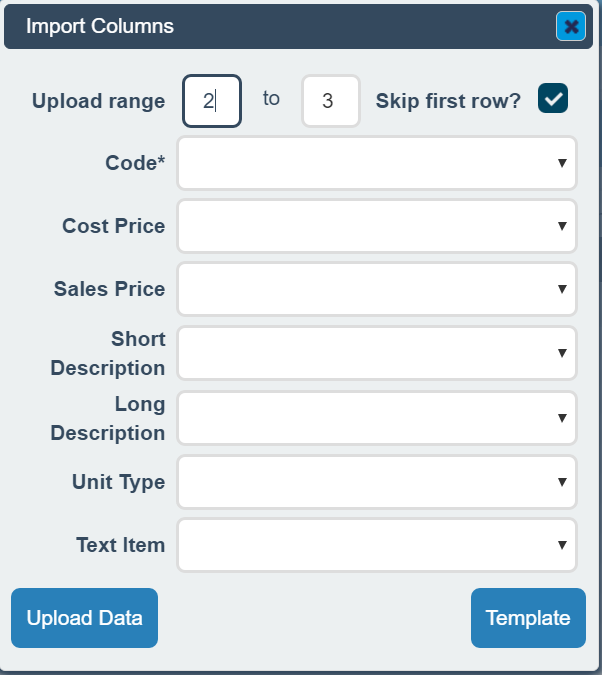 Import Columns
Upload range 2 to 3 Skip first row?
Code*
Cost Price
Sales Price
Short
Description
Long
Description
Unit Type
Text Item
Upload Data Template